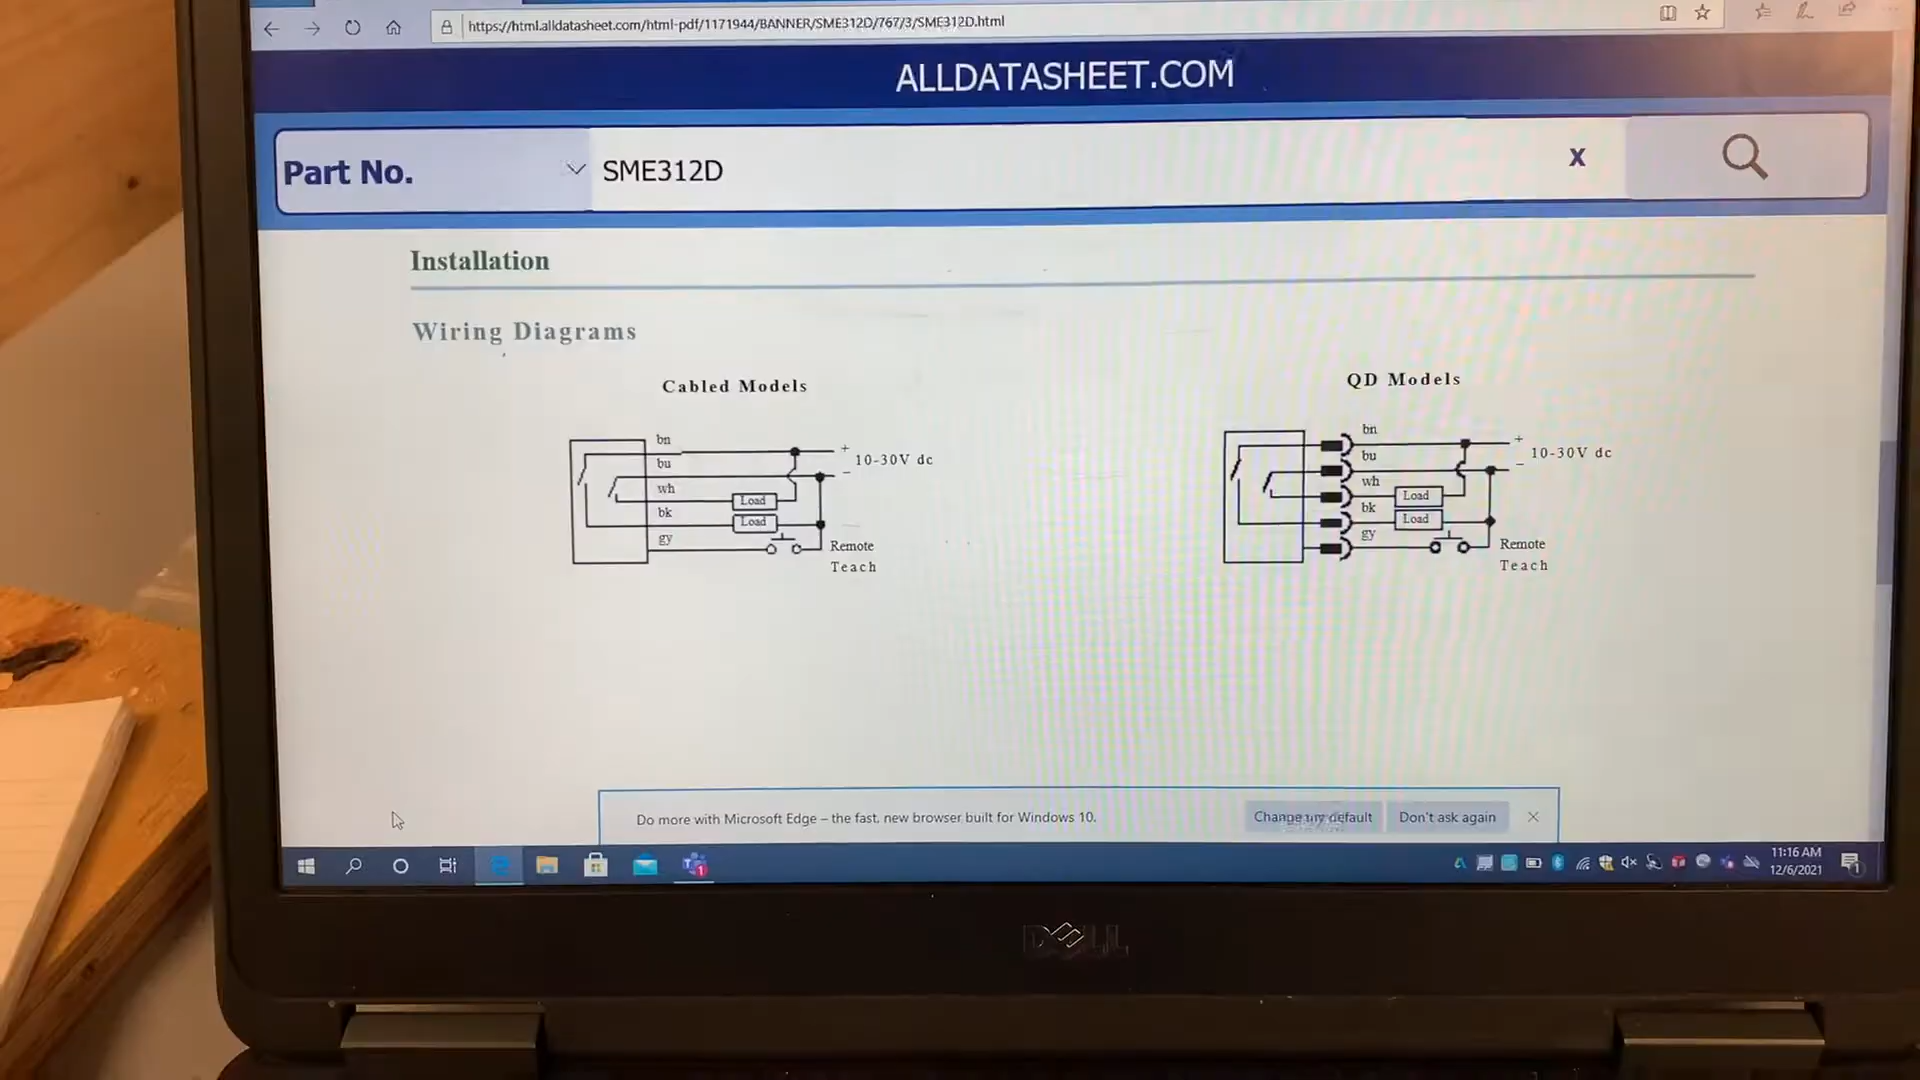 https://html.alldatasheet.com/html-pdf/1171944/BANNER/SME312D/767/3/SME312D.html
ALLDATASHEET.COM
Part No.
SME312D
X
Installation
Wiring Diagrams
Cabled Models
bn
bu
wh
bk
gy
Load
Load
+
-
10-30V dc
Remote
Teach
QD Models
bn
bu
wh
bk
gy
Load
Load
+
-
10-30V dc
Remote
Teach
Do more with Microsoft Edge – the fast, new browser built for Windows 10.
Change my default
Don't ask again
11:16 AM
12/6/2021
1
1
DELL